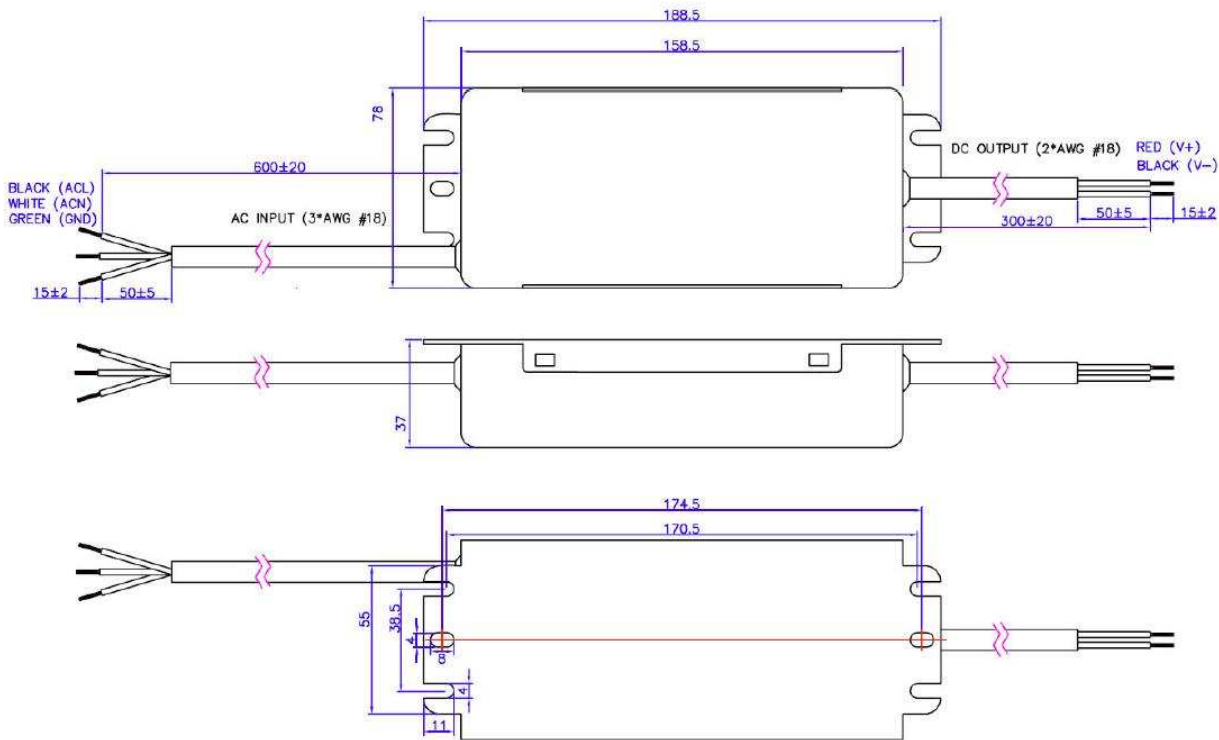 188.5
158.5
78
DC OUTPUT (2*AWG #18)
RED (V+)
BLACK (V-)
600±20
BLACK (ACL)
WHITE (ACN)
GREEN (GND)
AC INPUT (3*AWG #18)
50±5
15±2
300±20
15±2
50±5
37
174.5
170.5
55
38.5
4
8
4
11